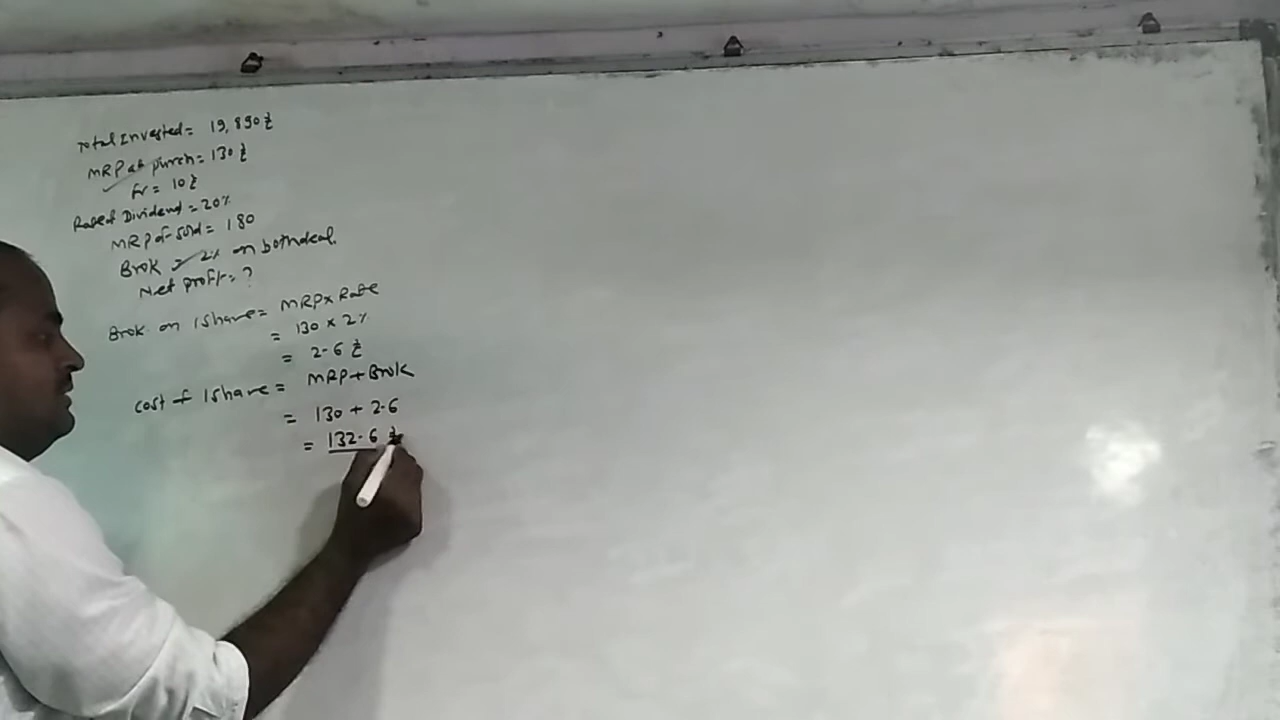 Total Invested = 19,890 ₹
MRP at purch = 130 ₹
Fv = 10 ₹
Rate of Dividend = 20%
MRP of sold = 180
Brok = 2% on both deal.
Net profit = ?
Brok on 1 share = MRP x Rate
= 130 x 2%
= 2.6 ₹
Cost of 1 share = MRP + Brok
= 130 + 2.6
= 132.6 ₹